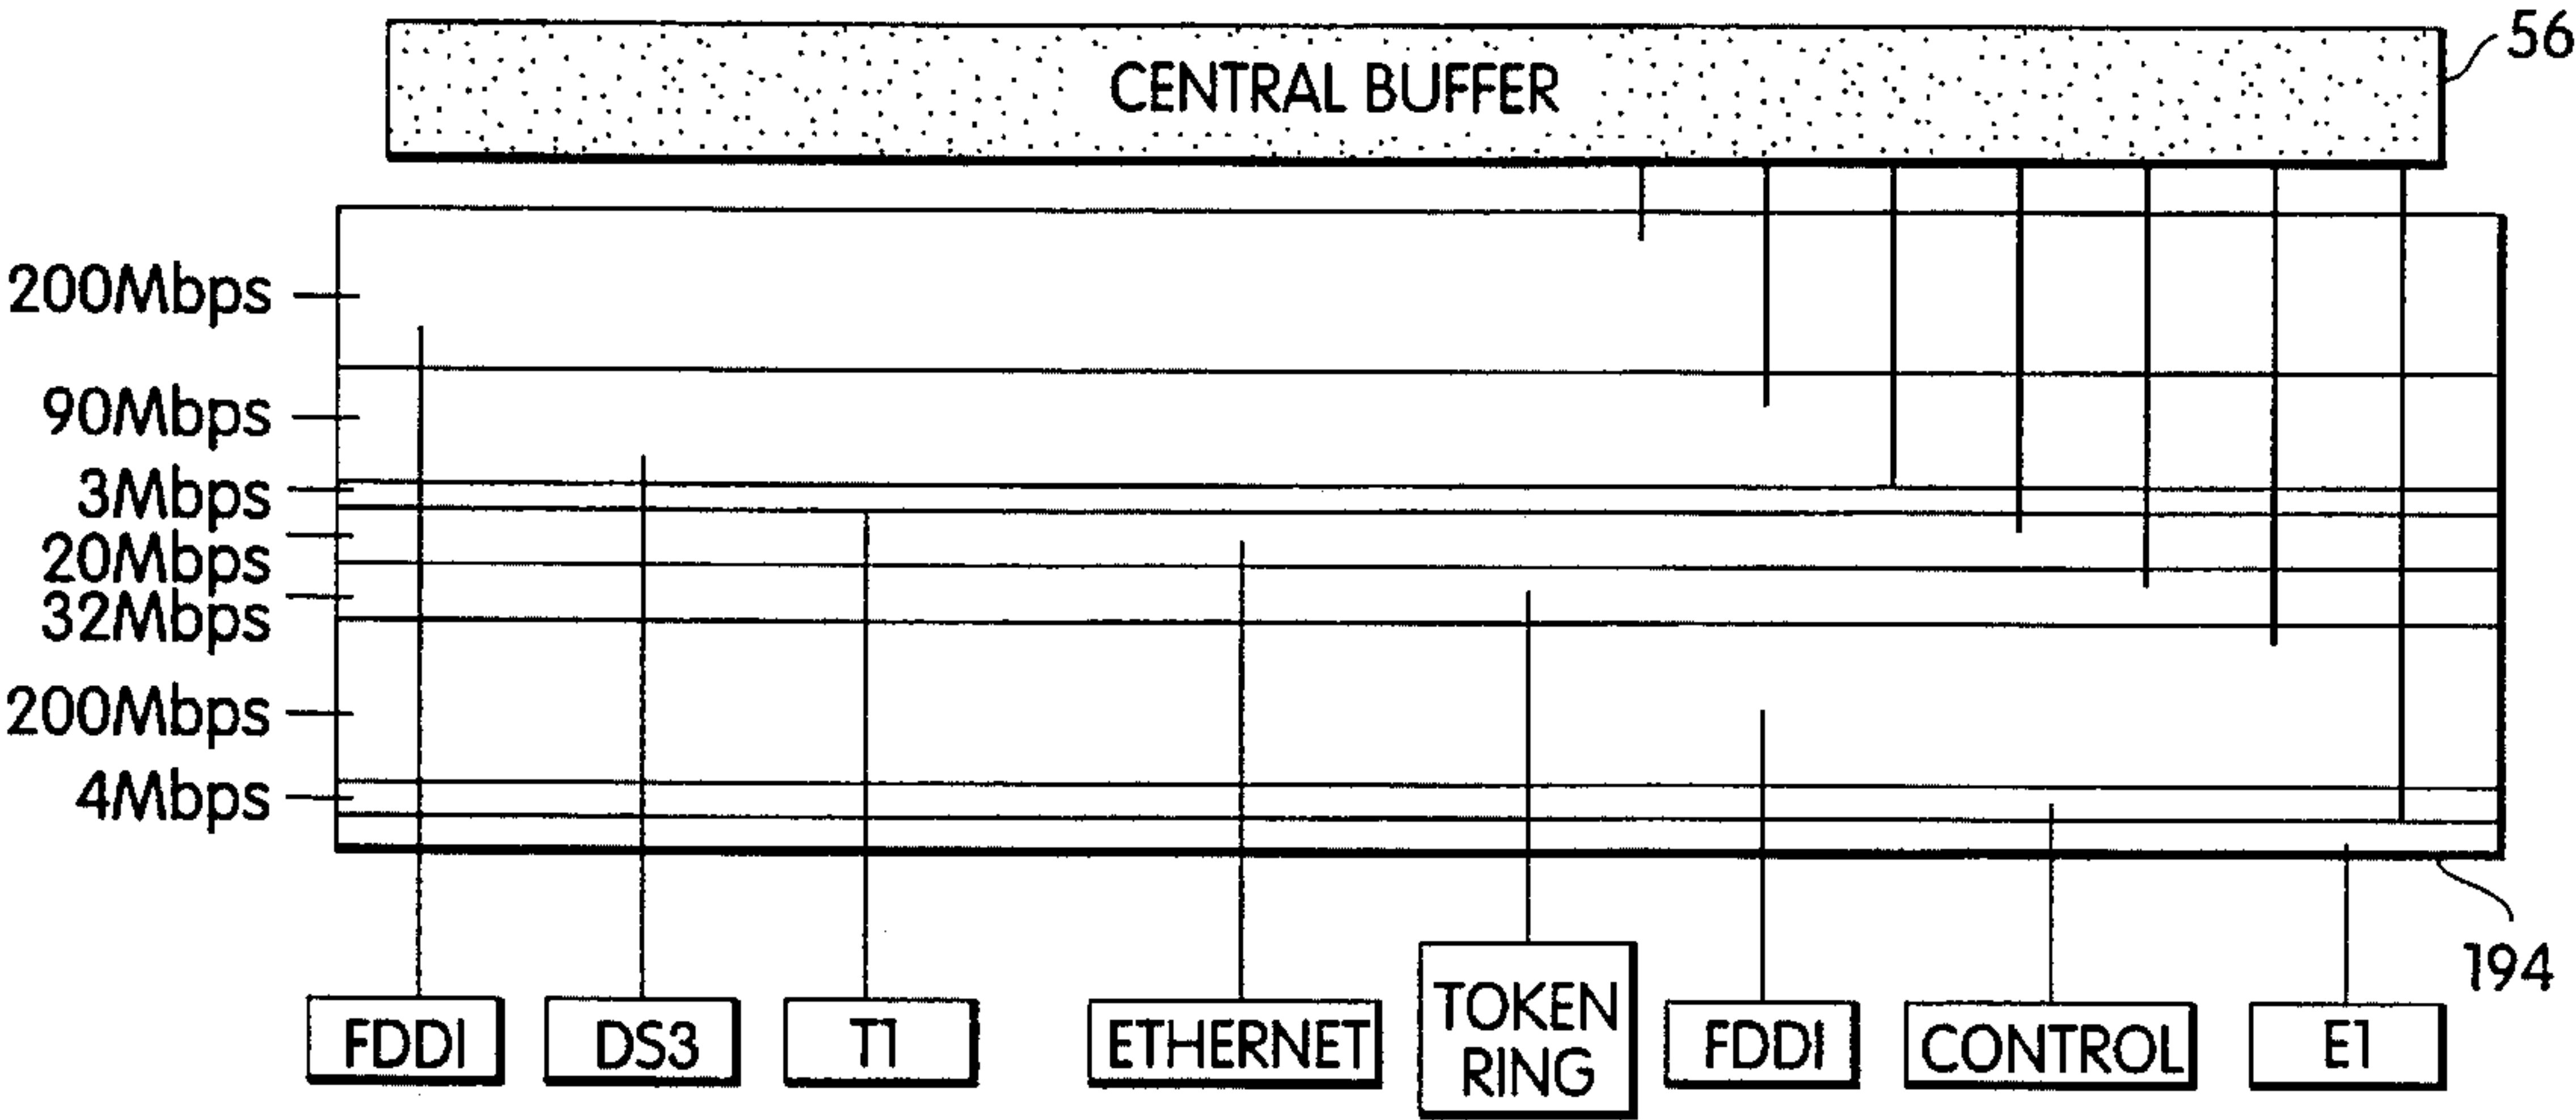 CENTRAL BUFFER
56
200Mbps
90Mbps
3Mbps
20Mbps
32Mbps
200Mbps
4Mbps
194
FDDI
DS3
T1
ETHERNET
TOKEN
RING
FDDI
CONTROL
E1